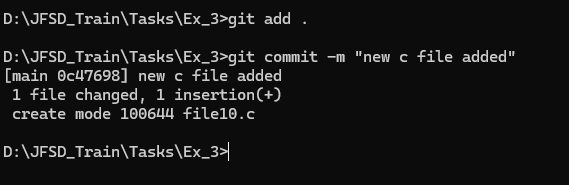 D:\JFSD_Train\Tasks\Ex_3>git add .
D:\JFSD_Train\Tasks\Ex_3>git commit -m "new c file added"
[main 0c47698] new c file added
 1 file changed, 1 insertion(+)
 create mode 100644 file10.c
D:\JFSD_Train\Tasks\Ex_3>